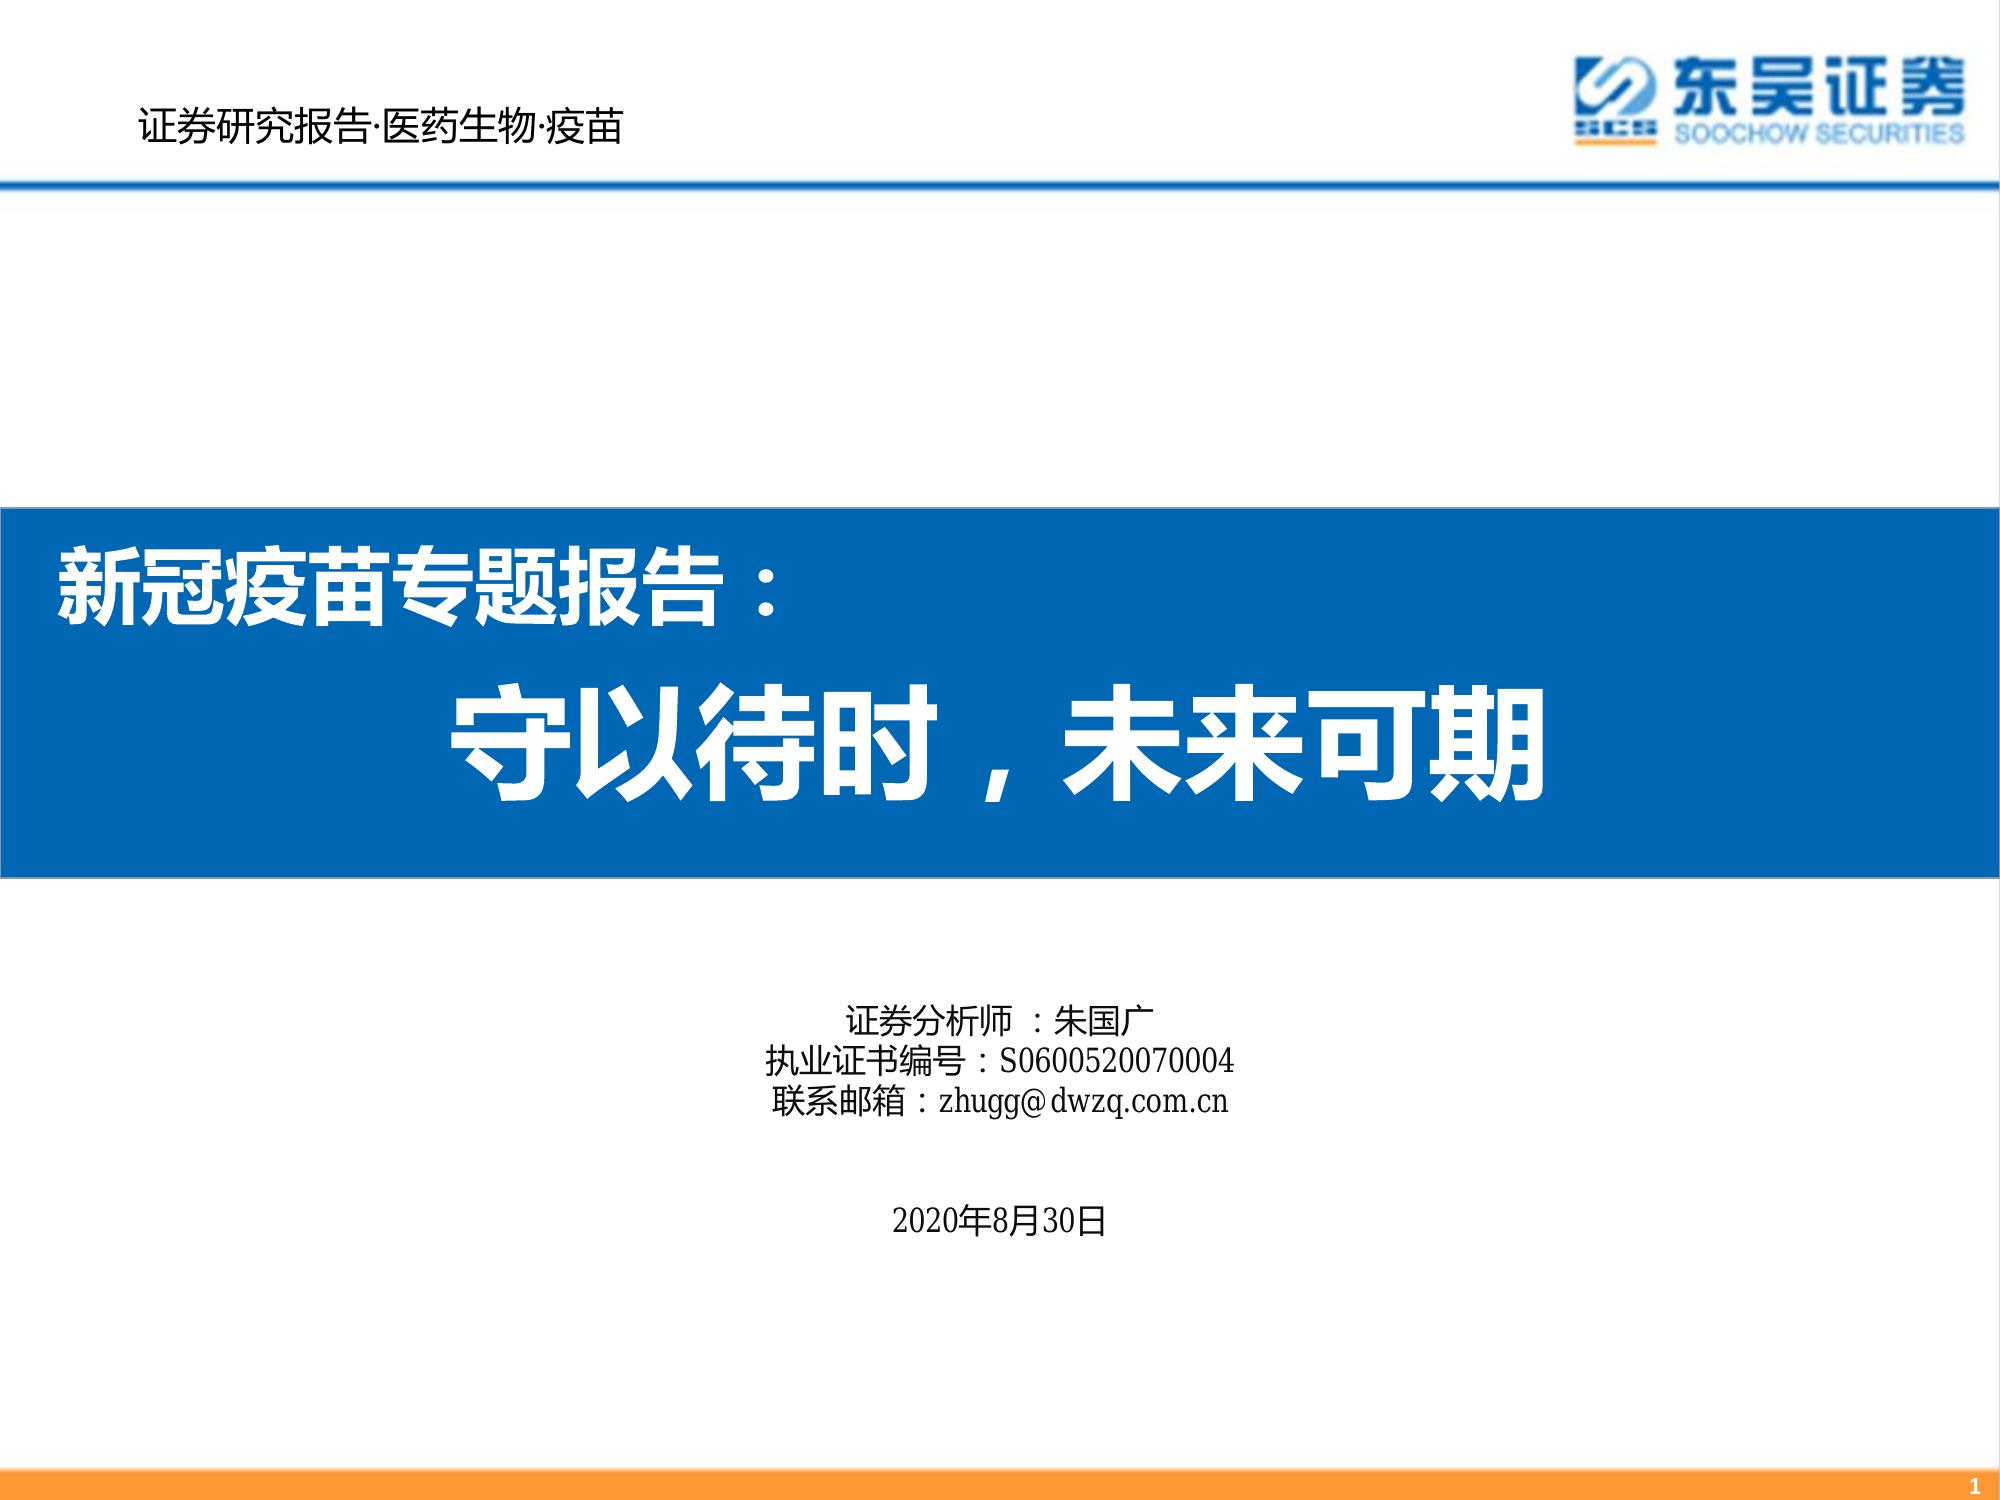 证券研究报告·医药生物·疫苗
东吴证券
SCS
SOOCHOW SECURITIES
新冠疫苗专题报告：
守以待时，未来可期
证券分析师 ：朱国广
执业证书编号：S0600520070004
联系邮箱：zhugg@dwzq.com.cn
2020年8月30日
1